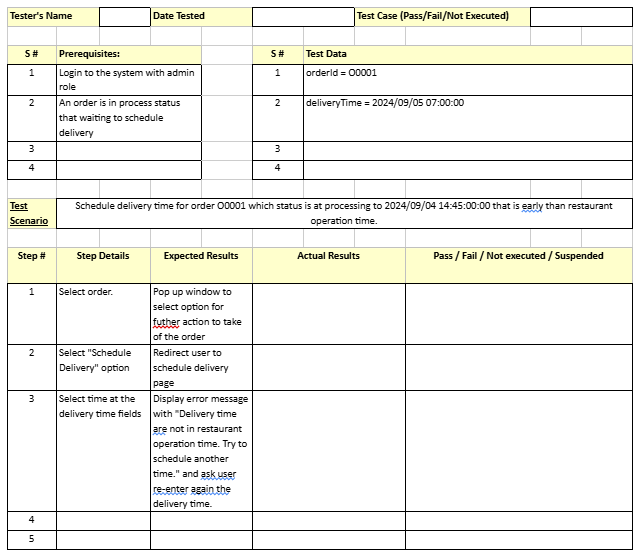 Tester's Name
Date Tested
Test Case (Pass/Fail/Not Executed)
S # Prerequisites: S # Test Data
1 Login to the system with admin
role
1 orderId = O0001
2 An order is in process status
that waiting to schedule
delivery
2 deliveryTime = 2024/09/05 07:00:00
3 3
4 4
Test
Scenario
Schedule delivery time for order O0001 which status is at processing to 2024/09/04 14:45:00:00 that is early than restaurant
operation time.
Step # Step Details Expected Results Actual Results Pass / Fail / Not executed / Suspended
1 Select order.
Pop up window to
select option for
futher action to take
of the order
2 Select "Schedule
Delivery" option
Redirect user to
schedule delivery
page
3 Select time at the
delivery time fields
Display error message
with "Delivery time
are not in restaurant
operation time. Try to
schedule another
time." and ask user
re-enter again the
delivery time.
4
5